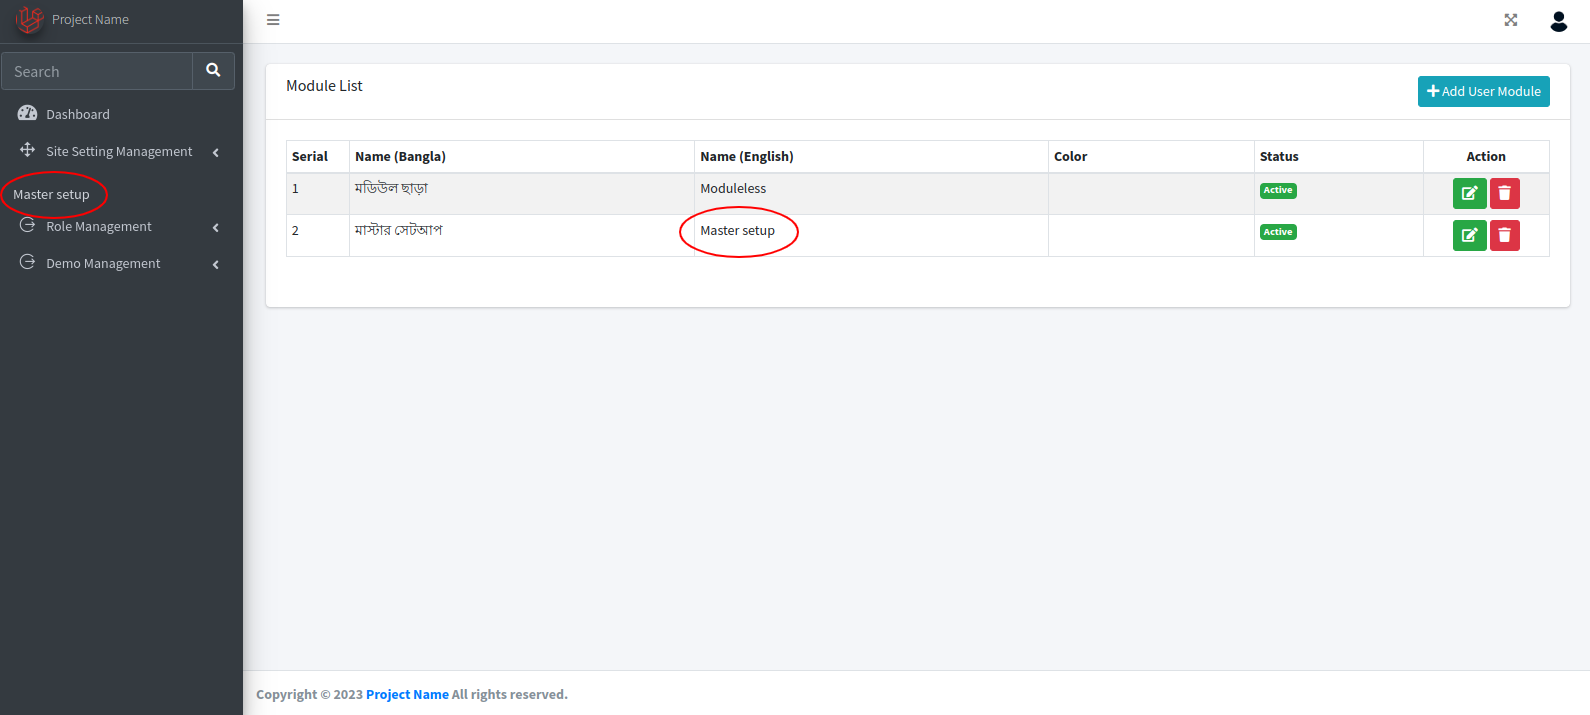 Project Name
Search
Dashboard
Site Setting Management
Master setup
Role Management
Demo Management
Module List
Add User Module
Serial Name (Bangla) Name (English) Color Status Action
1 মডিউল ছাড়া Moduleless Active
2 মাস্টার সেটআপ Master setup Active
Copyright © 2023 Project Name All rights reserved.